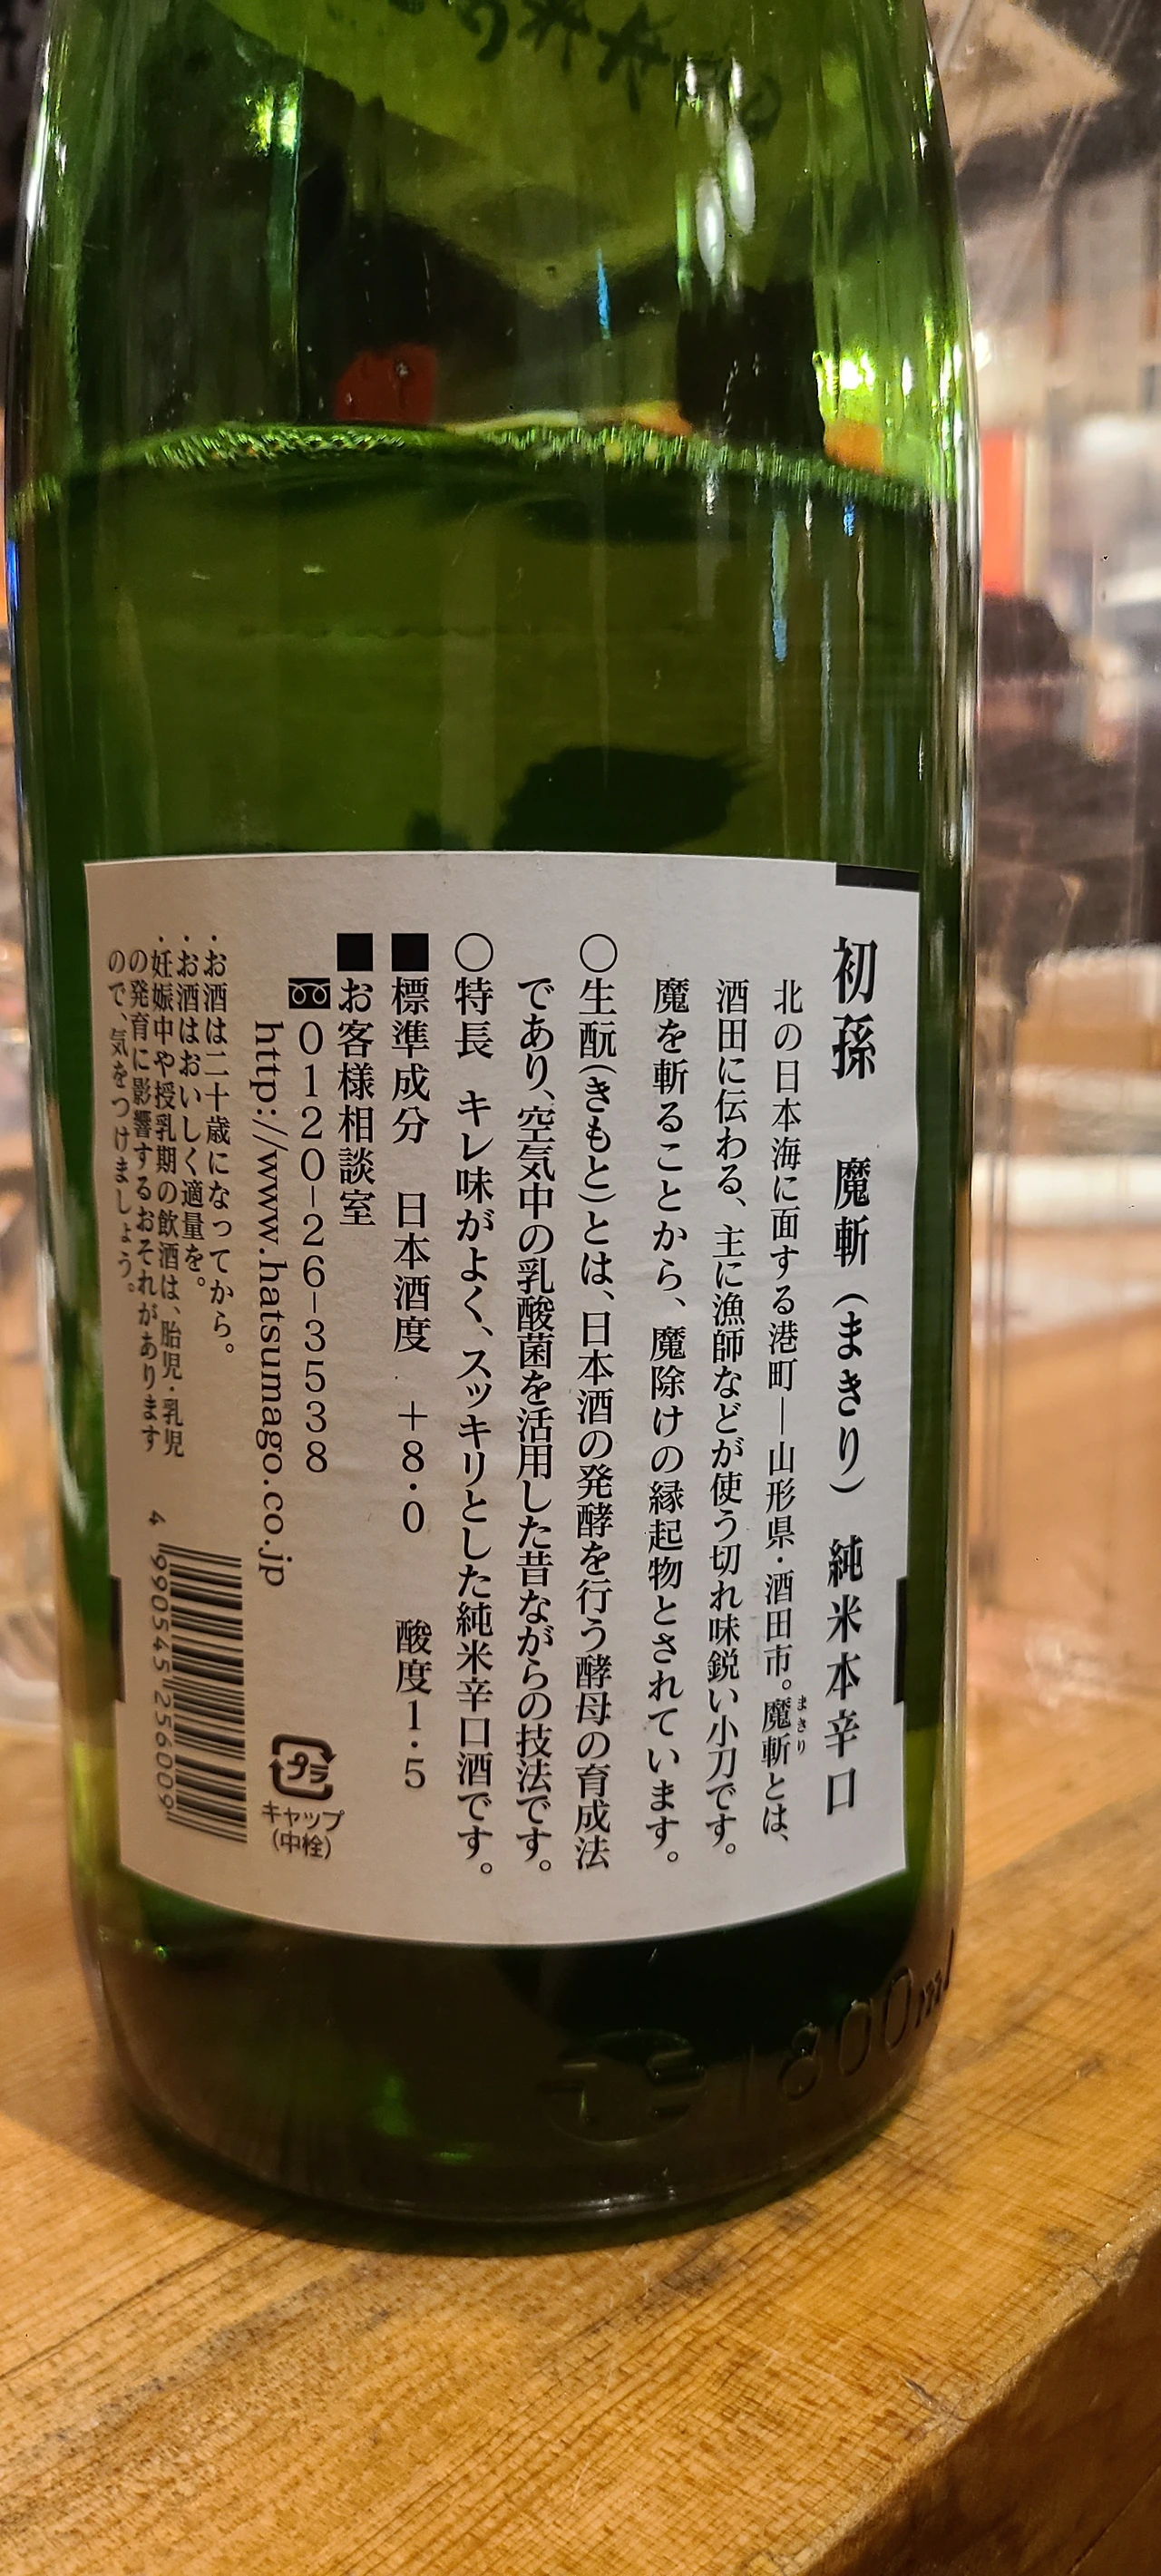 初孫　魔斬（まきり）　純米本辛口
北の日本海に面する港町―山形県・酒田市。魔斬とは、
まきり
酒田に伝わる、主に漁師などが使う切れ味鋭い小刀です。
魔を斬ることから、魔除けの縁起物とされています。
○生酛（きもと）とは、日本酒の発酵を行う酵母の育成法
であり、空気中の乳酸菌を活用した昔ながらの技法です。
○特長　キレ味がよく、スッキリとした純米辛口酒です。
■標準成分　日本酒度　＋8.0　酸度1.5
■お客様相談室
0120-26-3538
http://www.hatsumago.co.jp
・お酒は二十歳になってから。
・お酒はおいしく適量を。
・妊娠中や授乳期の飲酒は、胎児・乳児
の発育に影響するおそれがあります
ので、気をつけましょう。
4 990545 256009
プラ
キャップ
（中栓）
1800ml